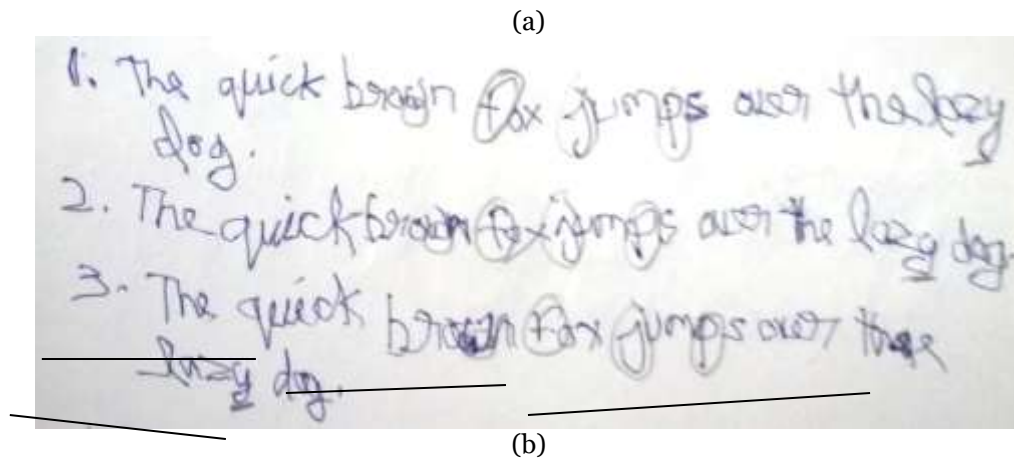 (a)
1. The quick brown fox jumps over the lazy
dog.
2. The quick brown fox jumps over the lazy dog.
3. The quick brown fox jumps over the
lazy dog.
(b)